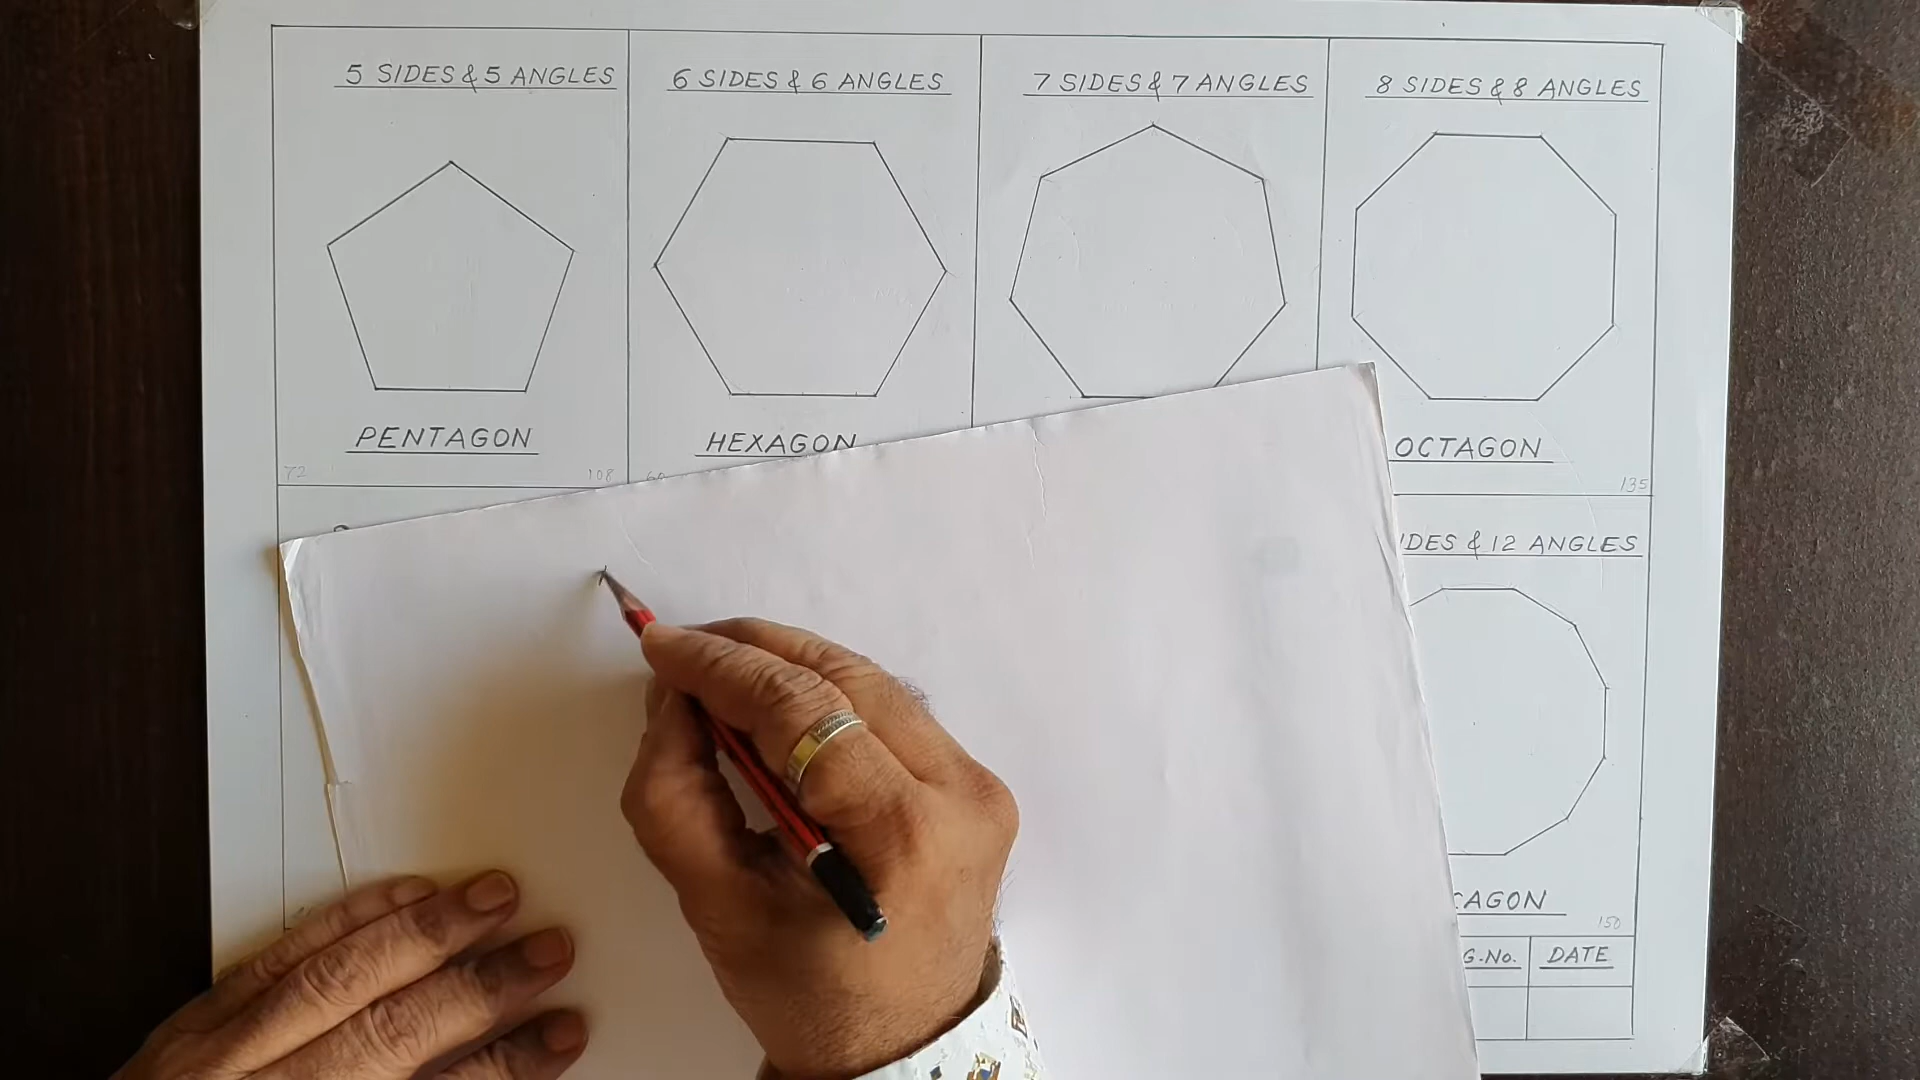 5 SIDES & 5 ANGLES
6 SIDES & 6 ANGLES
7 SIDES & 7 ANGLES
8 SIDES & 8 ANGLES
PENTAGON
HEXAGON
OCTAGON
72
108
60
135
IDES & 12 ANGLES
CAGON
150
G.No.
DATE